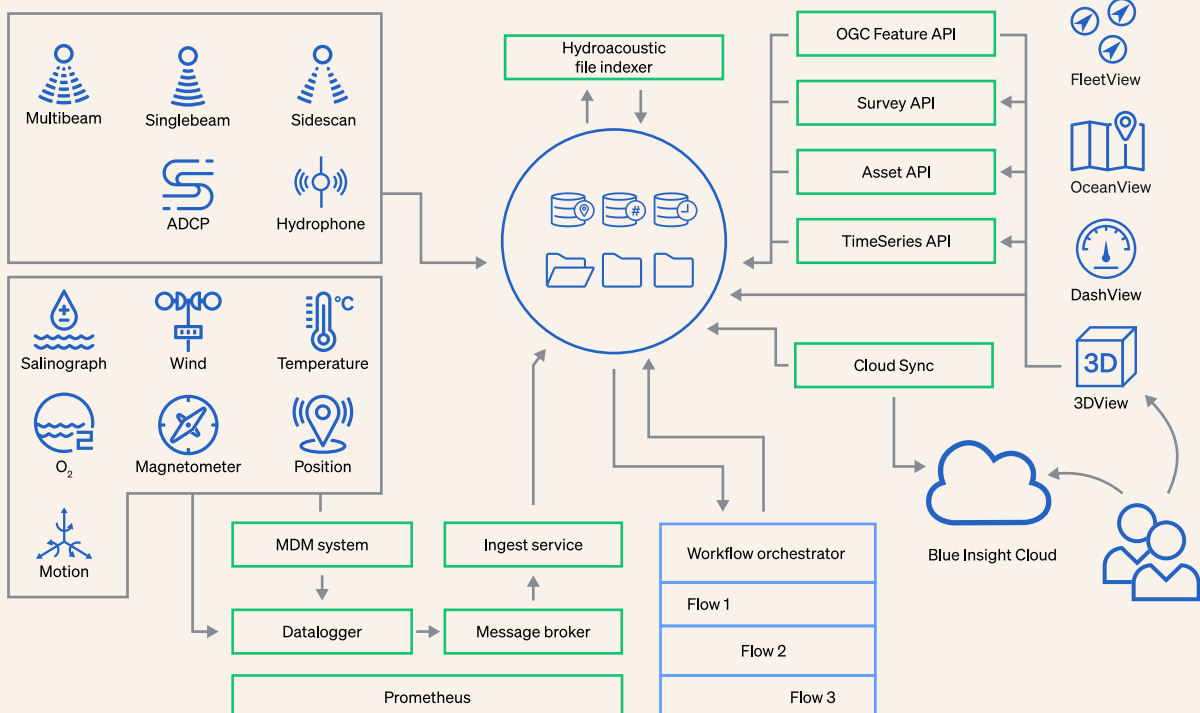 Multibeam
Singlebeam
Sidescan
ADCP
Hydrophone
Salinograph
Wind
°C
Temperature
O₂
Magnetometer
Position
Motion
Hydroacoustic
file indexer
#
OGC Feature API
Survey API
Asset API
TimeSeries API
Cloud Sync
FleetView
OceanView
DashView
3D
3DView
Blue Insight Cloud
MDM system
Ingest service
Datalogger
Message broker
Prometheus
Workflow orchestrator
Flow 1
Flow 2
Flow 3